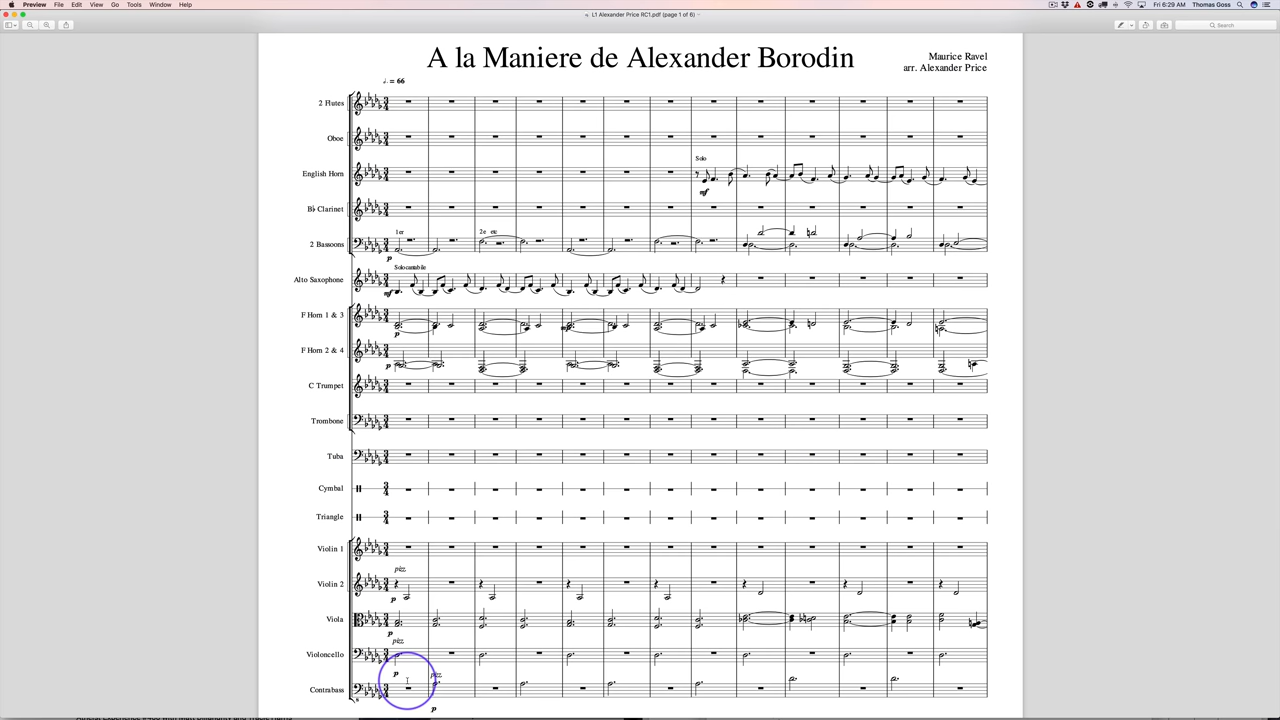 Preview File Edit View Go Tools Window Help
Fri 6:29 AM Thomas Goss
L1 Alexander Price RC1.pdf (page 1 of 6)
Search
A la Maniere de Alexander Borodin
Maurice Ravel
arr. Alexander Price
= 66
2 Flutes
Oboe
Solo
English Horn
mf
B♭ Clarinet
1er
2e etc.
2 Bassoons
p
Solo cantabile
Alto Saxophone
mf
F Horn 1 & 3
p
mp
F Horn 2 & 4
p
C Trumpet
Trombone
Tuba
Cymbal
Triangle
Violin 1
pizz
Violin 2
p
Viola
p
pizz
Violoncello
p
pizz
Contrabass
p